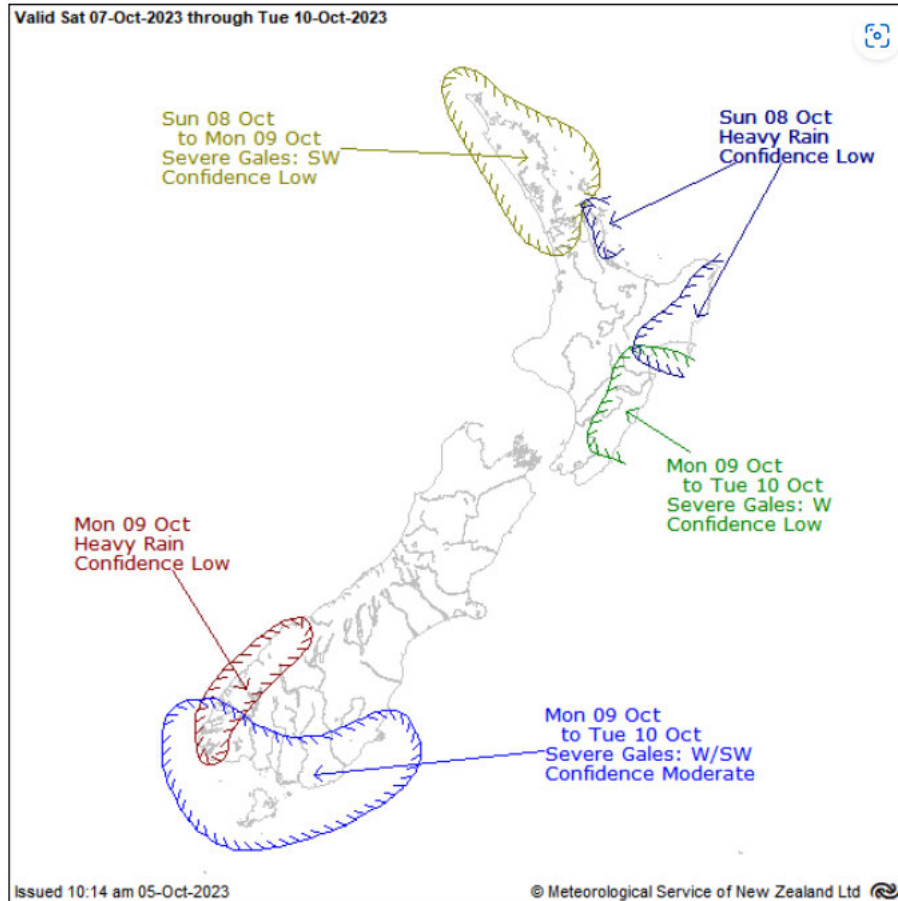 Valid Sat 07-Oct-2023 through Tue 10-Oct-2023
Sun 08 Oct
to Mon 09 Oct
Severe Gales: SW
Confidence Low
Sun 08 Oct
Heavy Rain
Confidence Low
Mon 09 Oct
to Tue 10 Oct
Severe Gales: W
Confidence Low
Mon 09 Oct
Heavy Rain
Confidence Low
Mon 09 Oct
to Tue 10 Oct
Severe Gales: W/SW
Confidence Moderate
Issued 10:14 am 05-Oct-2023
© Meteorological Service of New Zealand Ltd